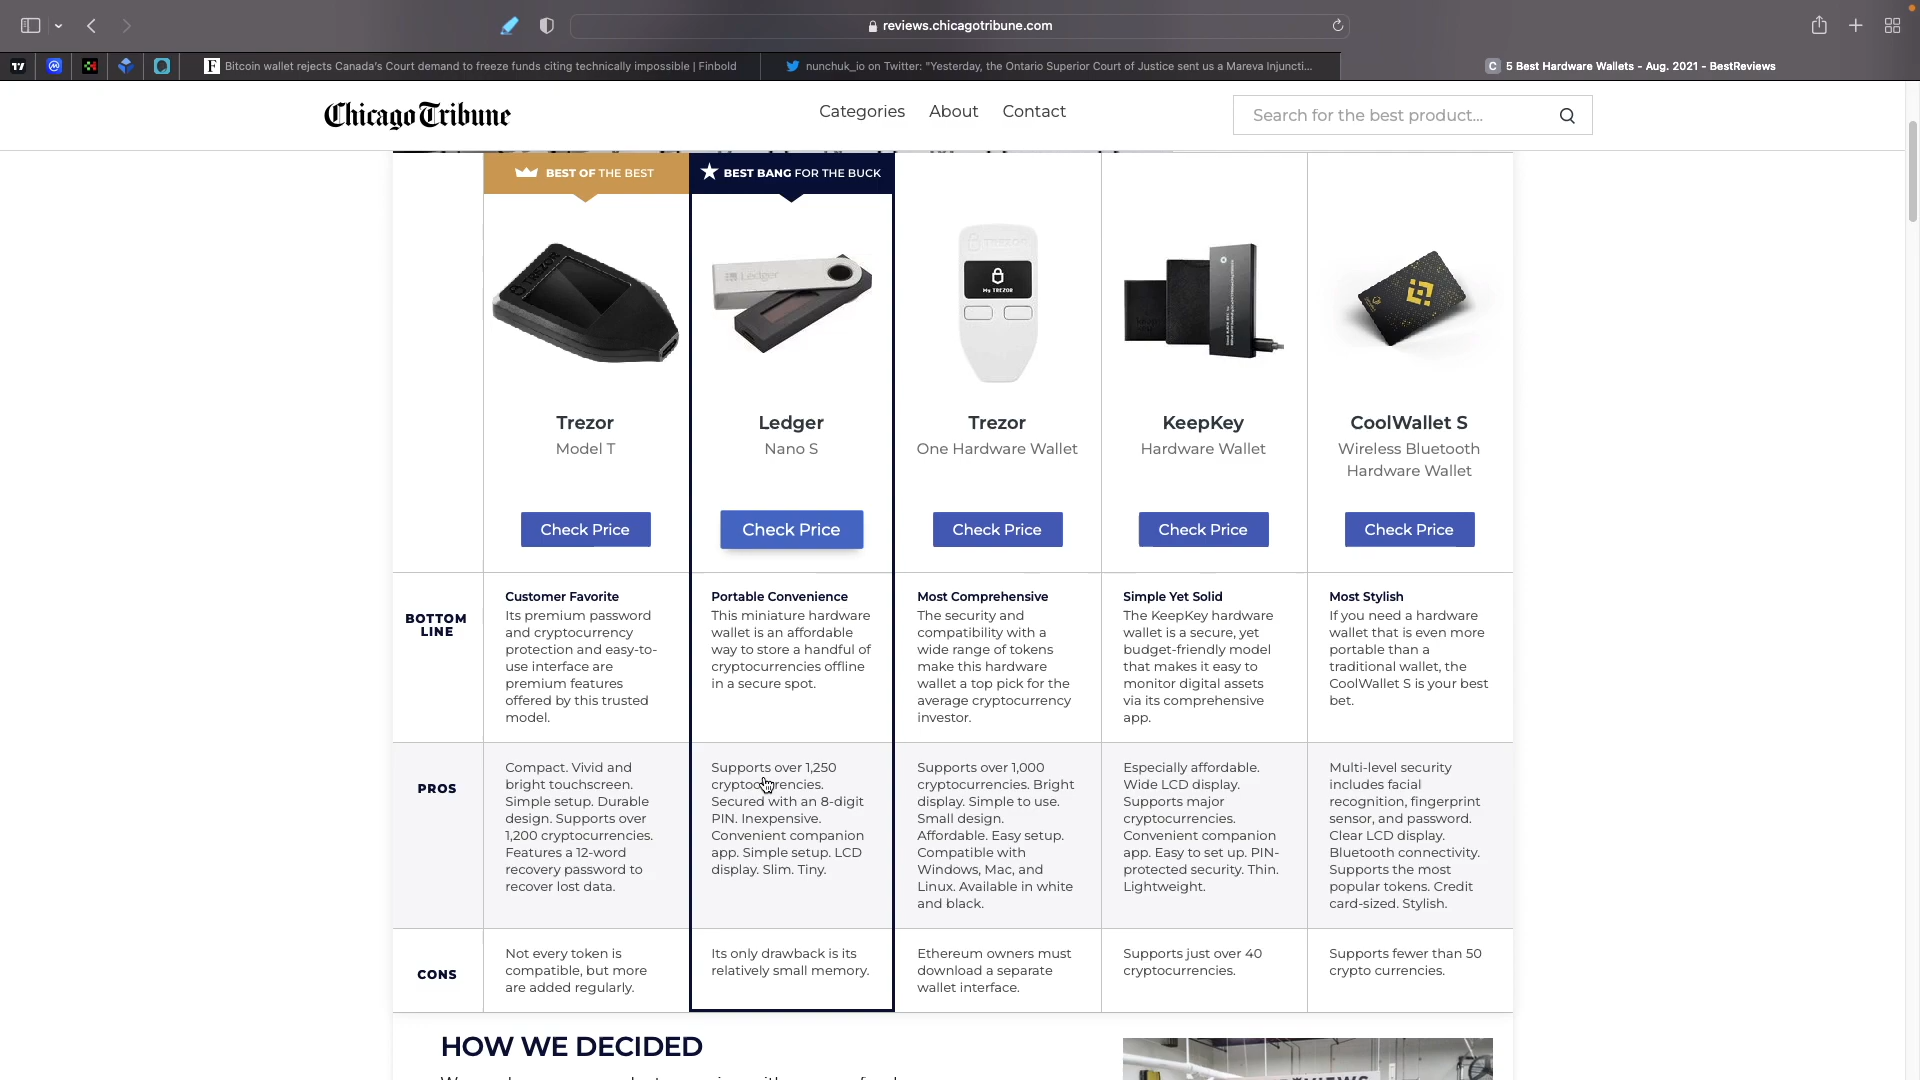 reviews.chicagotribune.com
Bitcoin wallet rejects Canada's Court demand to freeze funds citing technically impossible | Finbold
nunchuk_io on Twitter: "Yesterday, the Ontario Superior Court of Justice sent us a Mareva Injuncti...
C 5 Best Hardware Wallets - Aug. 2021 - BestReviews
Chicago Tribune
Categories
About
Contact
Search for the best product...
BEST OF THE BEST
BEST BANG FOR THE BUCK
TREZOR
Ledger
My TREZOR
Trezor
Model T
Check Price
Ledger
Nano S
Check Price
Trezor
One Hardware Wallet
Check Price
KeepKey
Hardware Wallet
Check Price
CoolWallet S
Wireless Bluetooth
Hardware Wallet
Check Price
BOTTOM
LINE
Customer Favorite
Its premium password
and cryptocurrency
protection and easy-to-
use interface are
premium features
offered by this trusted
model.
Portable Convenience
This miniature hardware
wallet is an affordable
way to store a handful of
cryptocurrencies offline
in a secure spot.
Most Comprehensive
The security and
compatibility with a
wide range of tokens
make this hardware
wallet a top pick for the
average cryptocurrency
investor.
Simple Yet Solid
The KeepKey hardware
wallet is a secure, yet
budget-friendly model
that makes it easy to
monitor digital assets
via its comprehensive
app.
Most Stylish
If you need a hardware
wallet that is even more
portable than a
traditional wallet, the
CoolWallet S is your best
bet.
PROS
Compact. Vivid and
bright touchscreen.
Simple setup. Durable
design. Supports over
1,200 cryptocurrencies.
Features a 12-word
recovery password to
recover lost data.
Supports over 1,250
cryptocurrencies.
Secured with an 8-digit
PIN. Inexpensive.
Convenient companion
app. Simple setup. LCD
display. Slim. Tiny.
Supports over 1,000
cryptocurrencies. Bright
display. Simple to use.
Small design.
Affordable. Easy setup.
Compatible with
Windows, Mac, and
Linux. Available in white
and black.
Especially affordable.
Wide LCD display.
Supports major
cryptocurrencies.
Convenient companion
app. Easy to set up. PIN-
protected security. Thin.
Lightweight.
Multi-level security
includes facial
recognition, fingerprint
sensor, and password.
Clear LCD display.
Bluetooth connectivity.
Supports the most
popular tokens. Credit
card-sized. Stylish.
CONS
Not every token is
compatible, but more
are added regularly.
Its only drawback is its
relatively small memory.
Ethereum owners must
download a separate
wallet interface.
Supports just over 40
cryptocurrencies.
Supports fewer than 50
crypto currencies.
HOW WE DECIDED